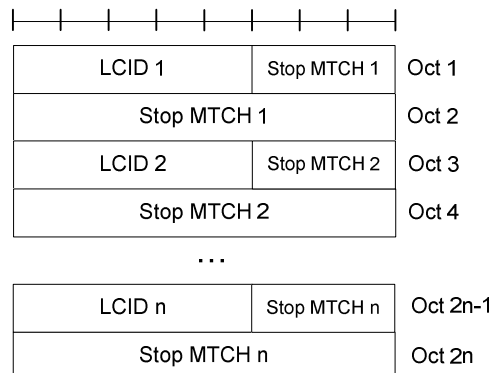 LCID 1 Stop MTCH 1 Oct 1
Stop MTCH 1 Oct 2
LCID 2 Stop MTCH 2 Oct 3
Stop MTCH 2 Oct 4
...
LCID n Stop MTCH n Oct 2n-1
Stop MTCH n Oct 2n